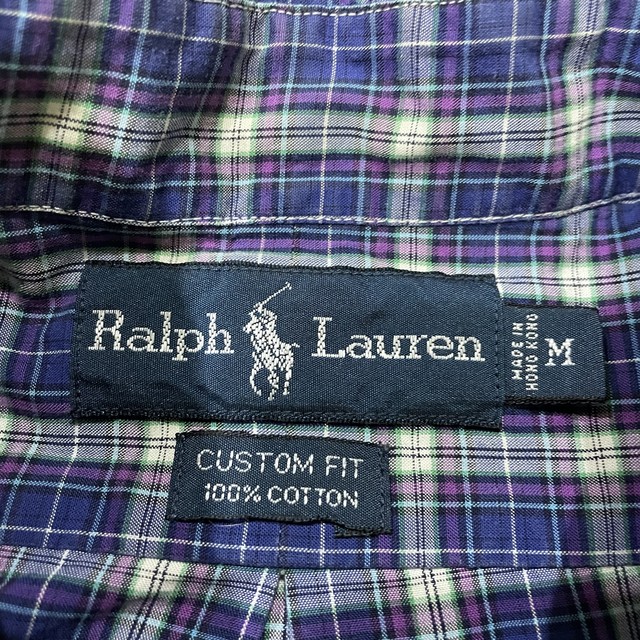 Ralph Lauren
MADE IN
HONG KONG
M
CUSTOM FIT
100% COTTON